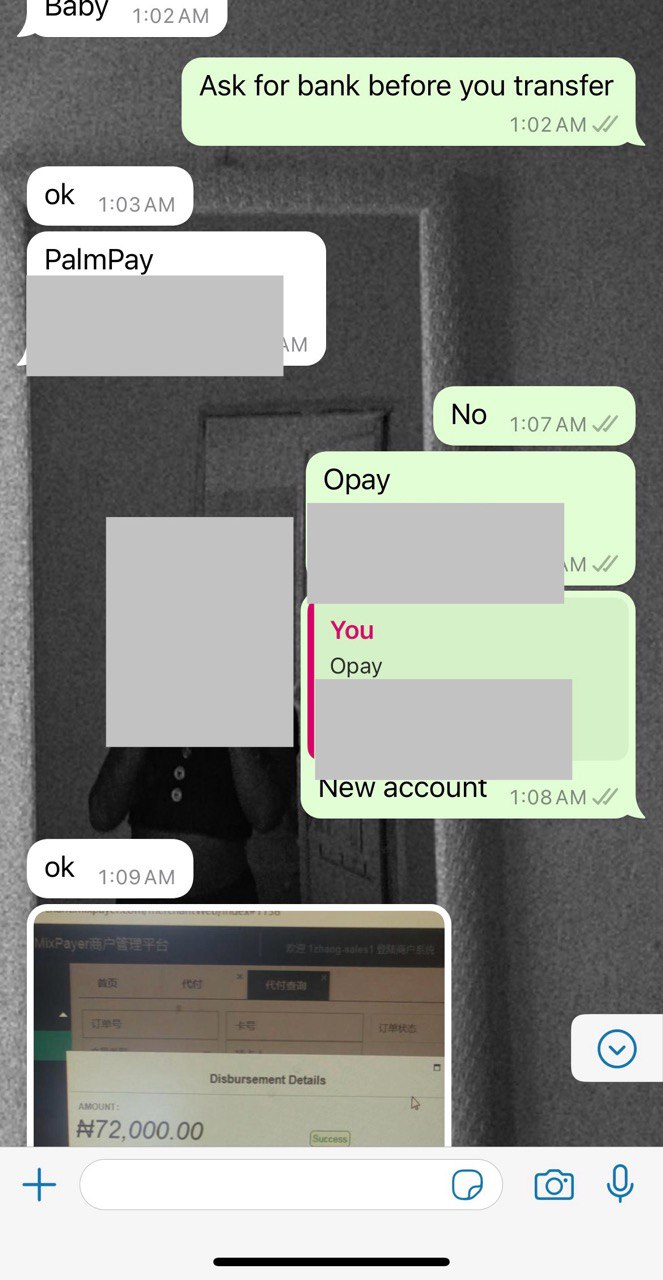 Baby 1:02 AM
Ask for bank before you transfer
1:02 AM
ok 1:03 AM
PalmPay
AM
No 1:07 AM
Opay
AM
You
Opay
New account 1:08 AM
ok 1:09 AM
MixPayer商户管理平台 欢迎 1zhang-sales1 登陆商户系统
首页 代付 代付查询
订单号 卡号 订单状态
Disbursement Details
AMOUNT:
₦72,000.00
Success